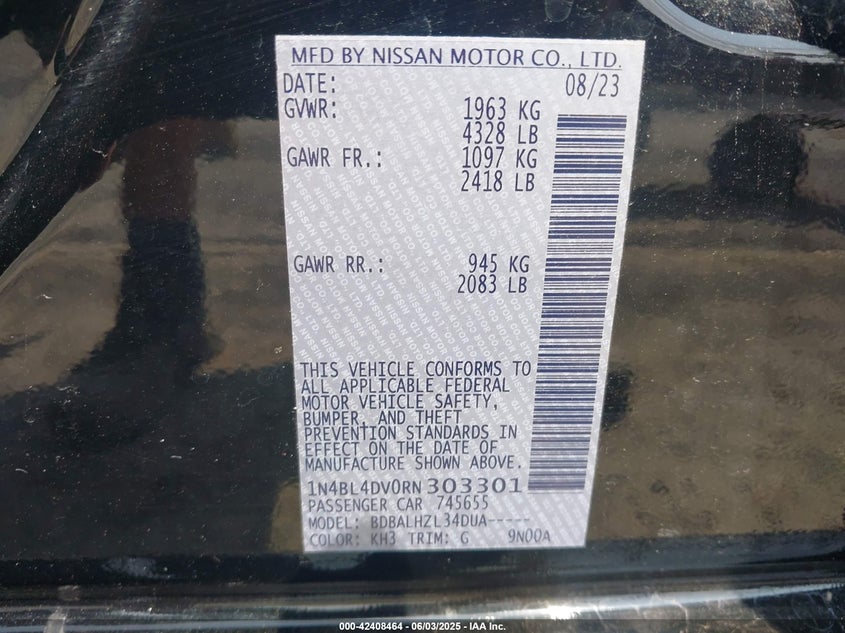 MFD BY NISSAN MOTOR CO., LTD.
DATE: 08/23
GVWR: 1963 KG
4328 LB
GAWR FR.: 1097 KG
2418 LB
GAWR RR.: 945 KG
2083 LB
THIS VEHICLE CONFORMS TO
ALL APPLICABLE FEDERAL
MOTOR VEHICLE SAFETY,
BUMPER, AND THEFT
PREVENTION STANDARDS IN
EFFECT ON THE DATE OF
MANUFACTURE SHOWN ABOVE.
1N4BL4DV0RN303301
PASSENGER CAR 745655
MODEL: BDBALHZL34DUA-----
COLOR: KH3 TRIM: G 9N00A
000-42408464 - 06/03/2025 - IAA Inc.